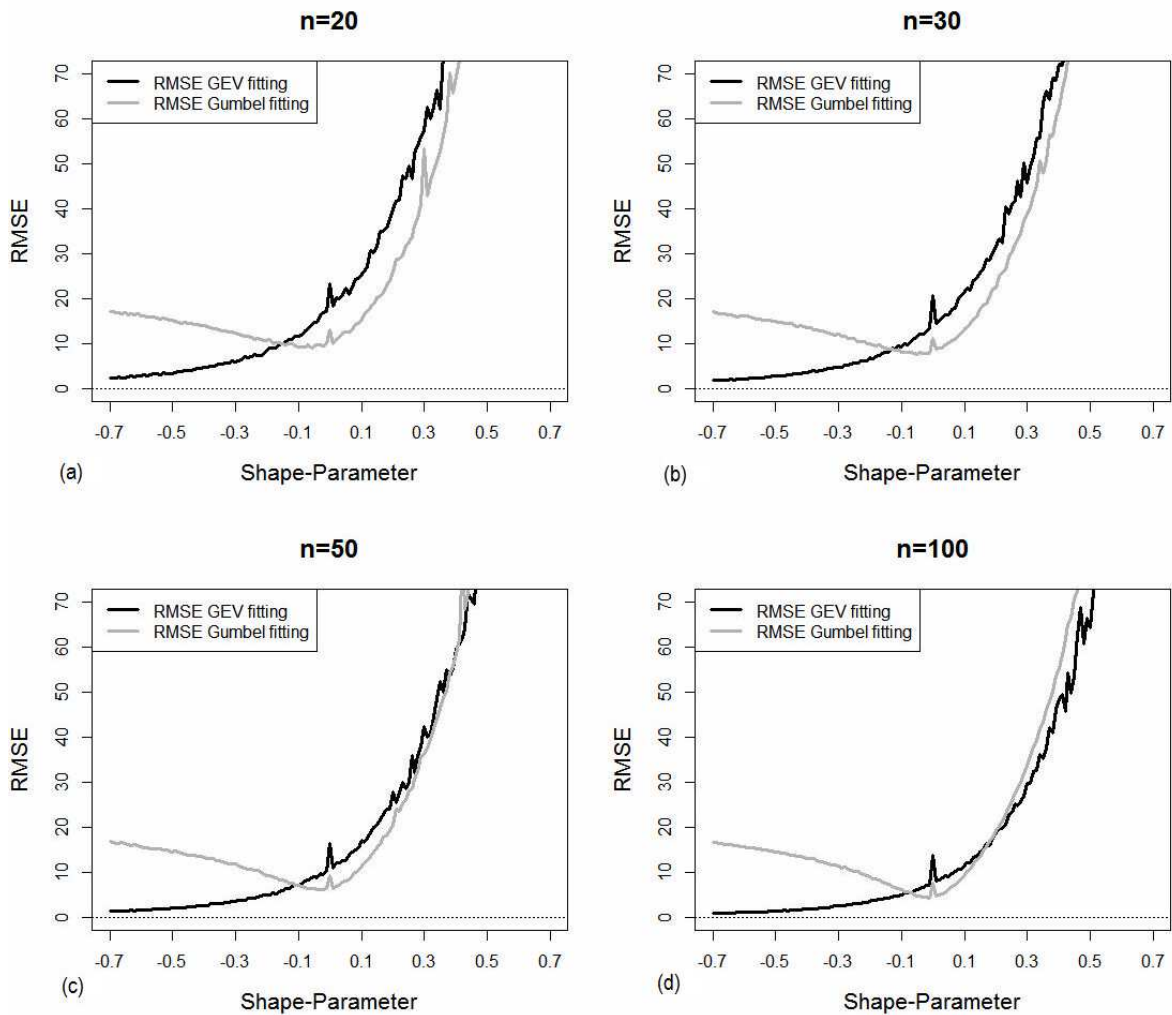 n=20
RMSE GEV fitting
RMSE Gumbel fitting
RMSE
0 10 20 30 40 50 60 70
-0.7 -0.5 -0.3 -0.1 0.1 0.3 0.5 0.7
(a)
Shape-Parameter
n=30
RMSE GEV fitting
RMSE Gumbel fitting
RMSE
0 10 20 30 40 50 60 70
-0.7 -0.5 -0.3 -0.1 0.1 0.3 0.5 0.7
(b)
Shape-Parameter
n=50
RMSE GEV fitting
RMSE Gumbel fitting
RMSE
0 10 20 30 40 50 60 70
-0.7 -0.5 -0.3 -0.1 0.1 0.3 0.5 0.7
(c)
Shape-Parameter
n=100
RMSE GEV fitting
RMSE Gumbel fitting
RMSE
0 10 20 30 40 50 60 70
-0.7 -0.5 -0.3 -0.1 0.1 0.3 0.5 0.7
(d)
Shape-Parameter